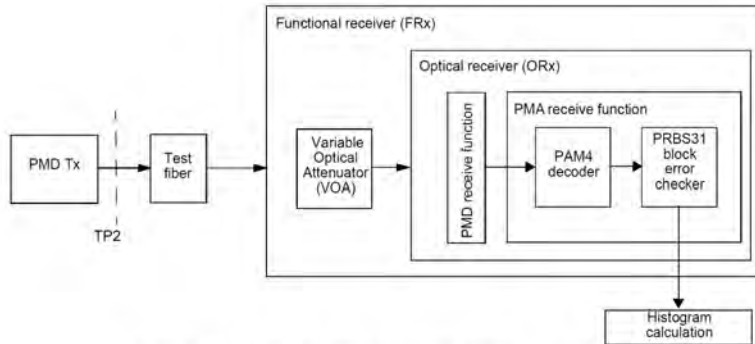 Functional receiver (FRx)
Optical receiver (ORx)
PMA receive function
PMD Tx
Test
fiber
Variable
Optical
Attenuator
(VOA)
PMD receive function
PAM4
decoder
PRBS31
block
error
checker
TP2
Histogram
calculation